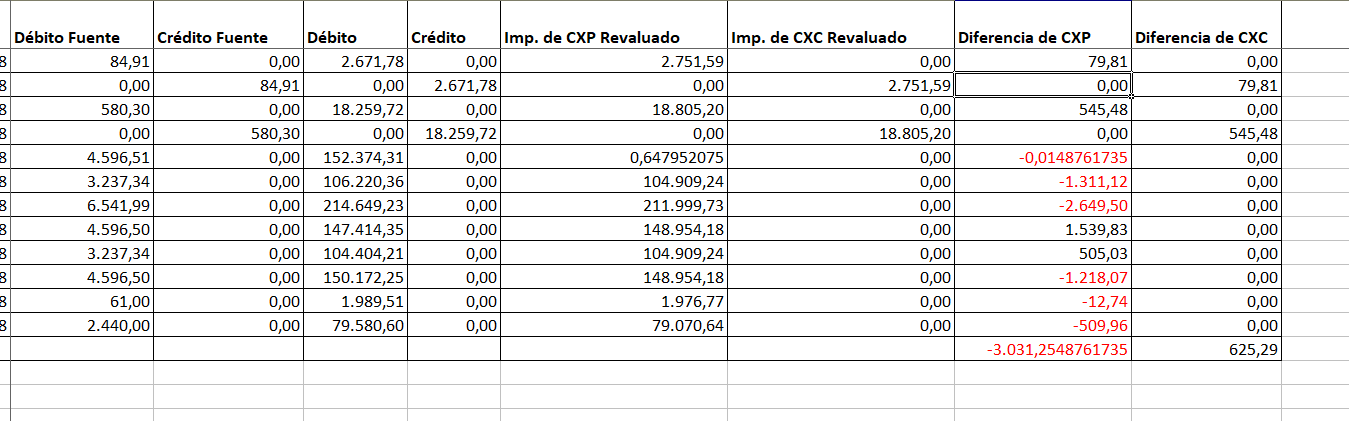 Débito Fuente Crédito Fuente Débito Crédito Imp. de CXP Revaluado Imp. de CXC Revaluado Diferencia de CXP Diferencia de CXC
8 84,91 0,00 2.671,78 0,00 2.751,59 0,00 79,81 0,00
8 0,00 84,91 0,00 2.671,78 0,00 2.751,59 0,00 79,81
8 580,30 0,00 18.259,72 0,00 18.805,20 0,00 545,48 0,00
8 0,00 580,30 0,00 18.259,72 0,00 18.805,20 0,00 545,48
8 4.596,51 0,00 152.374,31 0,00 0,647952075 0,00 -0,0148761735 0,00
8 3.237,34 0,00 106.220,36 0,00 104.909,24 0,00 -1.311,12 0,00
8 6.541,99 0,00 214.649,23 0,00 211.999,73 0,00 -2.649,50 0,00
8 4.596,50 0,00 147.414,35 0,00 148.954,18 0,00 1.539,83 0,00
8 3.237,34 0,00 104.404,21 0,00 104.909,24 0,00 505,03 0,00
8 4.596,50 0,00 150.172,25 0,00 148.954,18 0,00 -1.218,07 0,00
8 61,00 0,00 1.989,51 0,00 1.976,77 0,00 -12,74 0,00
8 2.440,00 0,00 79.580,60 0,00 79.070,64 0,00 -509,96 0,00
-3.031,2548761735 625,29